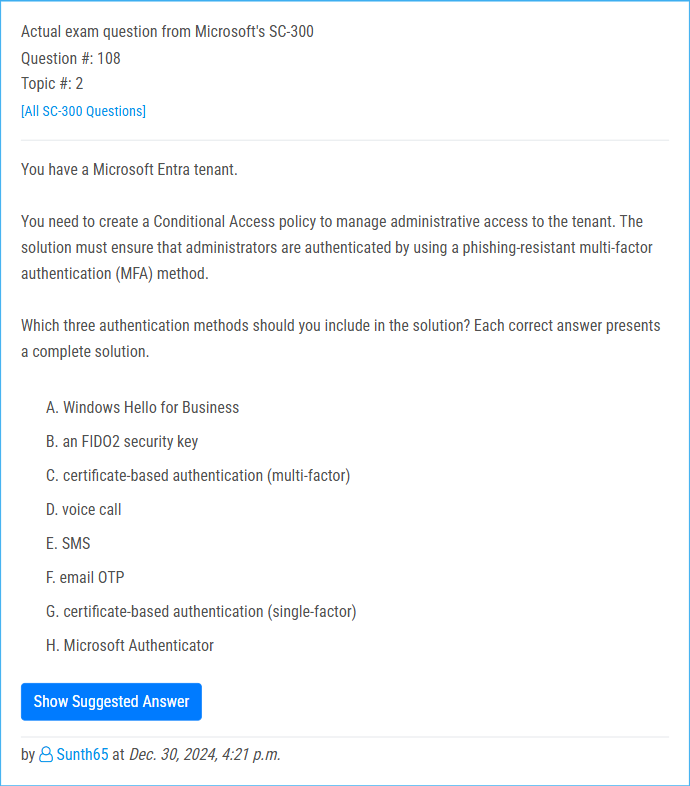 Actual exam question from Microsoft's SC-300
Question #: 108
Topic #: 2
[All SC-300 Questions]
You have a Microsoft Entra tenant.
You need to create a Conditional Access policy to manage administrative access to the tenant. The
solution must ensure that administrators are authenticated by using a phishing-resistant multi-factor
authentication (MFA) method.
Which three authentication methods should you include in the solution? Each correct answer presents
a complete solution.
A. Windows Hello for Business
B. an FIDO2 security key
C. certificate-based authentication (multi-factor)
D. voice call
E. SMS
F. email OTP
G. certificate-based authentication (single-factor)
H. Microsoft Authenticator
Show Suggested Answer
by Sunth65 at Dec. 30, 2024, 4:21 p.m.